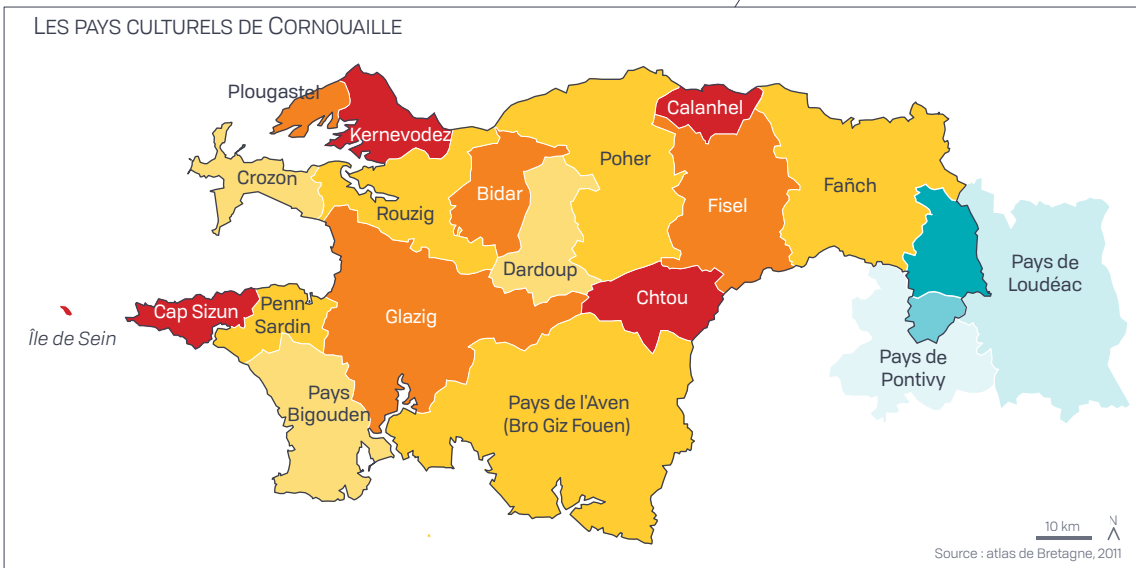 LES PAYS CULTURELS DE CORNOUAILLE
Plougastel
Kernevodez
Calanhel
Crozon
Rouzig
Bidar
Poher
Fisel
Fañch
Dardoup
Pays de
Loudéac
Cap Sizun
Penn
Sardin
Glazig
Chtou
Île de Sein
Pays de
Pontivy
Pays
Bigouden
Pays de l'Aven
(Bro Giz Fouen)
10 km
N
Source : atlas de Bretagne, 2011